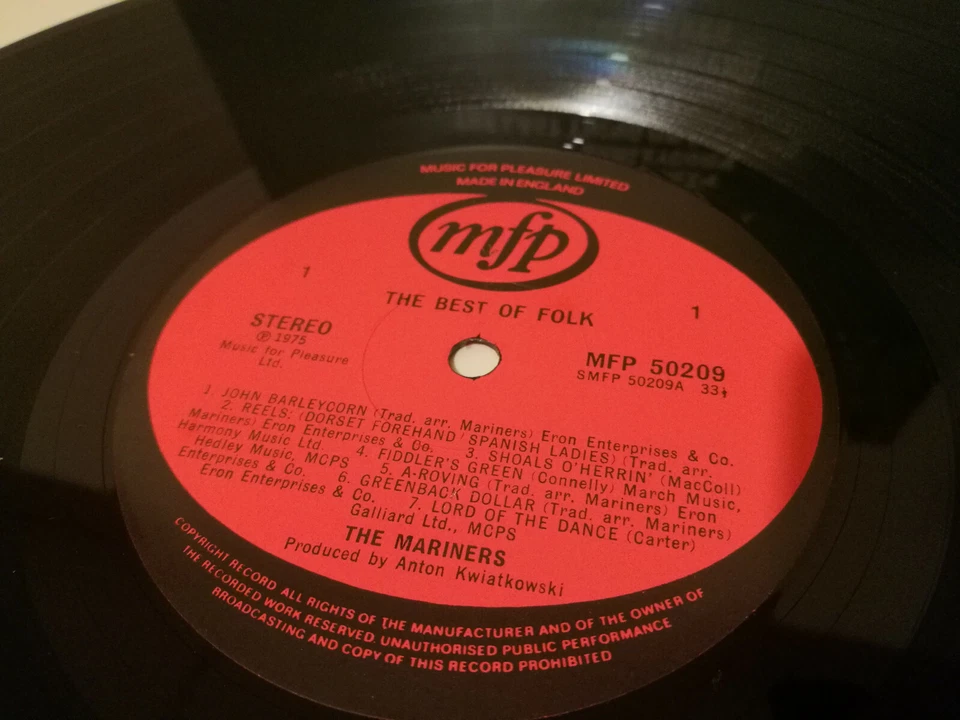 MUSIC FOR PLEASURE LIMITED
MADE IN ENGLAND
mfp
1
1
THE BEST OF FOLK
STEREO
℗ 1975
Music for Pleasure
Ltd.
MFP 50209
SMFP 50209A 33⅓
1. JOHN BARLEYCORN (Trad. arr. Mariners) Eron Enterprises & Co.
2. REELS: (DORSET FOREHAND / SPANISH LADIES) (Trad. arr.
Mariners) Eron Enterprises & Co. 3. SHOALS O'HERRIN' (MacColl)
Harmony Music Ltd. 4. FIDDLER'S GREEN (Connelly) March Music,
Hedley Music, MCPS 5. A-ROVING (Trad. arr. Mariners) Eron
Enterprises & Co. 6. GREENBACK DOLLAR (Trad. arr. Mariners)
Eron Enterprises & Co. 7. LORD OF THE DANCE (Carter)
Galliard Ltd., MCPS
THE MARINERS
Produced by Anton Kwiatkowski
COPYRIGHT RECORD ALL RIGHTS OF THE MANUFACTURER AND OF THE OWNER OF
THE RECORDED WORK RESERVED. UNAUTHORISED PUBLIC PERFORMANCE
BROADCASTING AND COPY OF THIS RECORD PROHIBITED